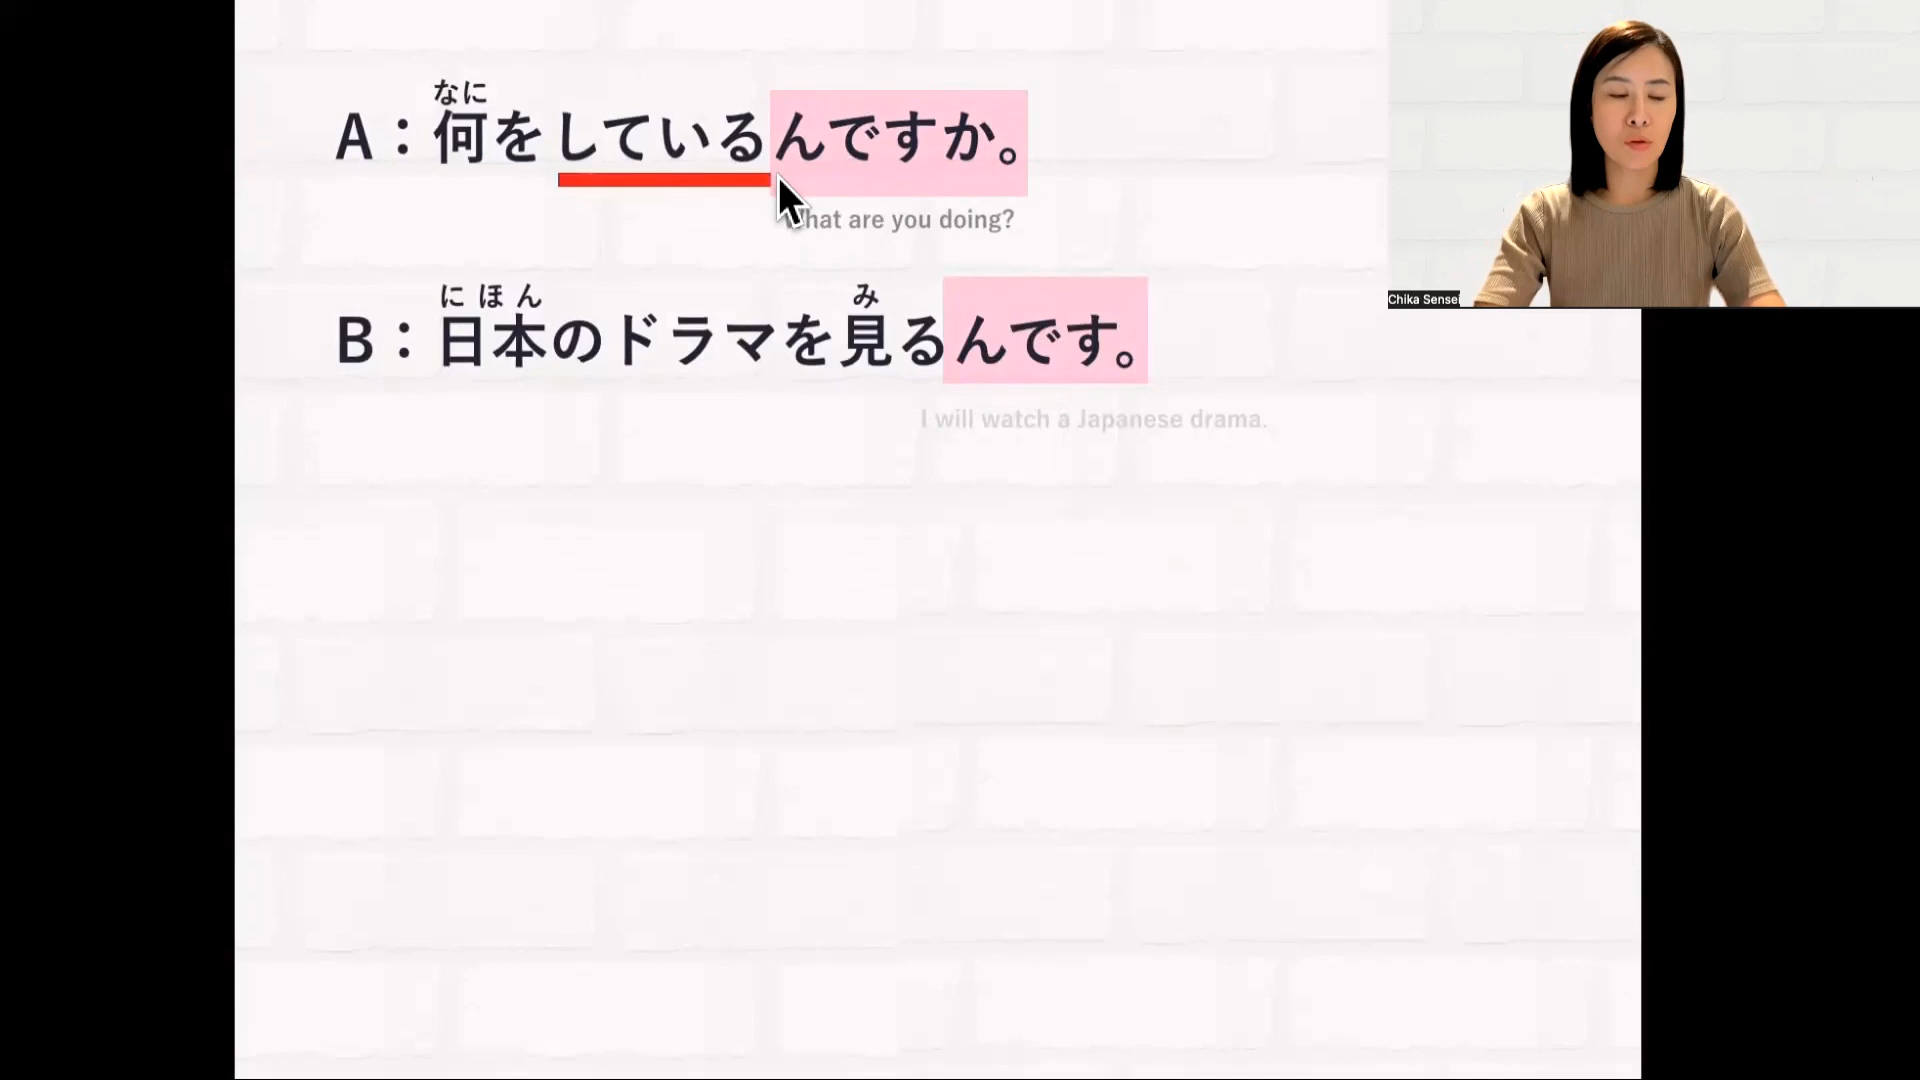 なに
A：何をしているんですか。
What are you doing?
にほん み
B：日本のドラマを見るんです。
I will watch a Japanese drama.
Chika Sensei